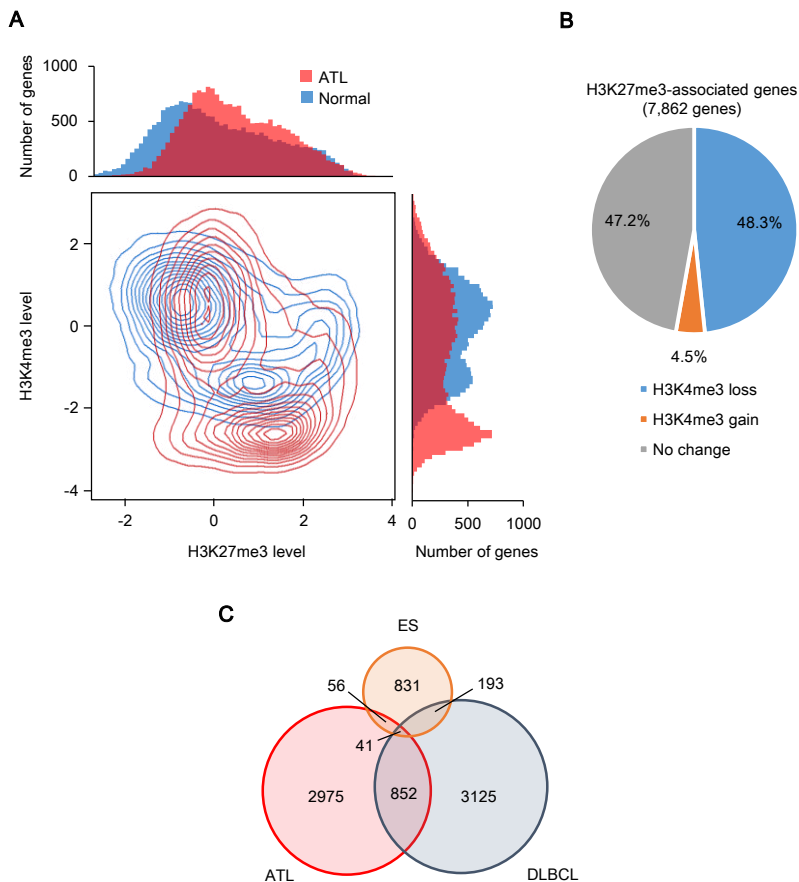 A
Number of genes
1000
500
0
ATL
Normal
H3K4me3 level
2
0
-2
-4
-2
0
2
4
H3K27me3 level
0
500
1000
Number of genes
B
H3K27me3-associated genes
(7,862 genes)
47.2%
48.3%
4.5%
H3K4me3 loss
H3K4me3 gain
No change
C
ES
831
56
193
41
2975
852
3125
ATL
DLBCL